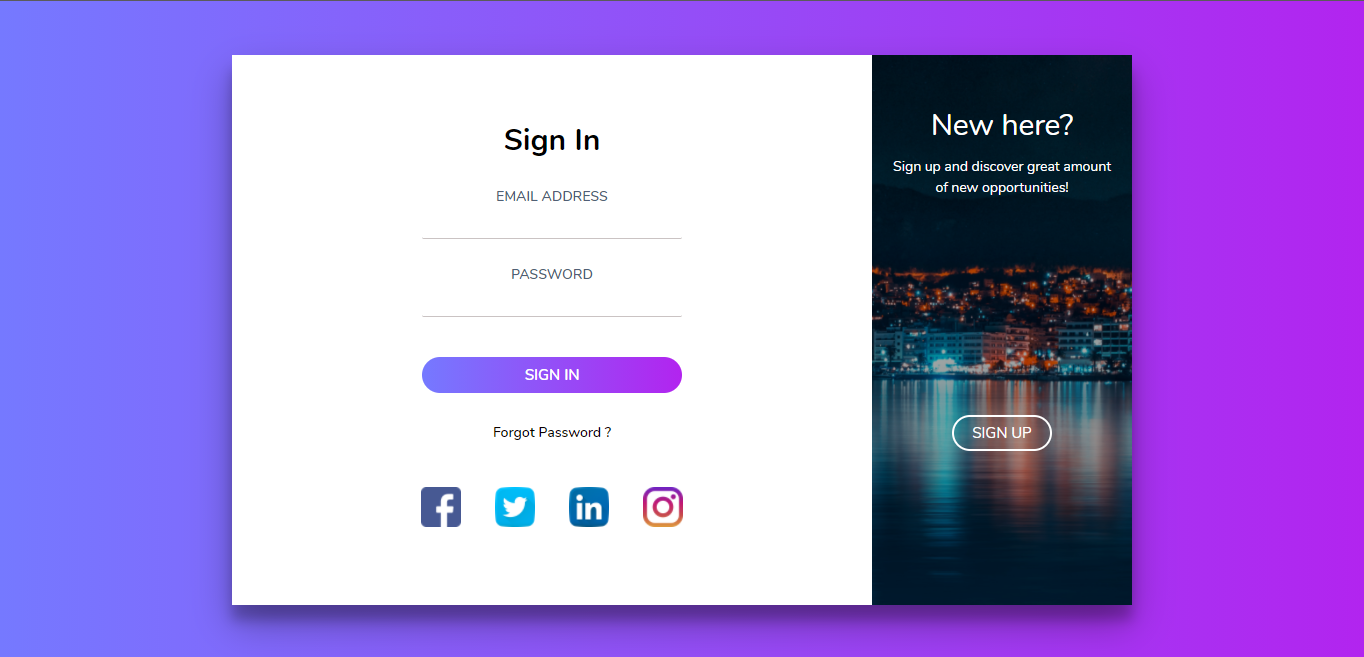 Sign In
EMAIL ADDRESS
PASSWORD
SIGN IN
Forgot Password ?
f
in
New here?
Sign up and discover great amount
of new opportunities!
SIGN UP